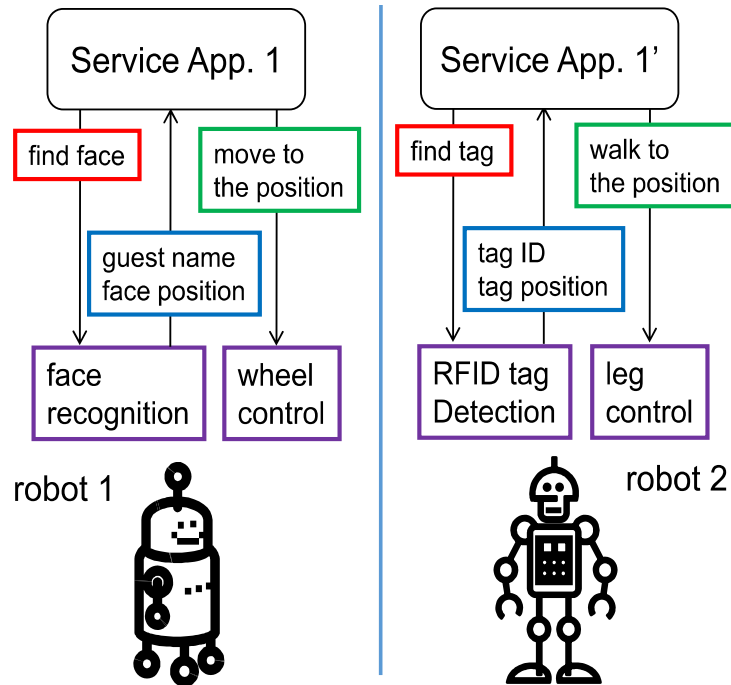 Service App. 1
find face
move to
the position
guest name
face position
face
recognition
wheel
control
robot 1
Service App. 1’
find tag
walk to
the position
tag ID
tag position
RFID tag
Detection
leg
control
robot 2